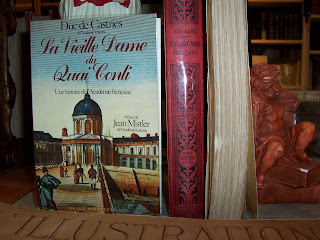 Duc de Castries
La Vieille Dame
du
Quai Conti
Une histoire de l'Académie française
Préface de
Jean Mistler
de l'Académie française
L'ACADÉMIE
FRANÇAISE
ILLUSTRATION